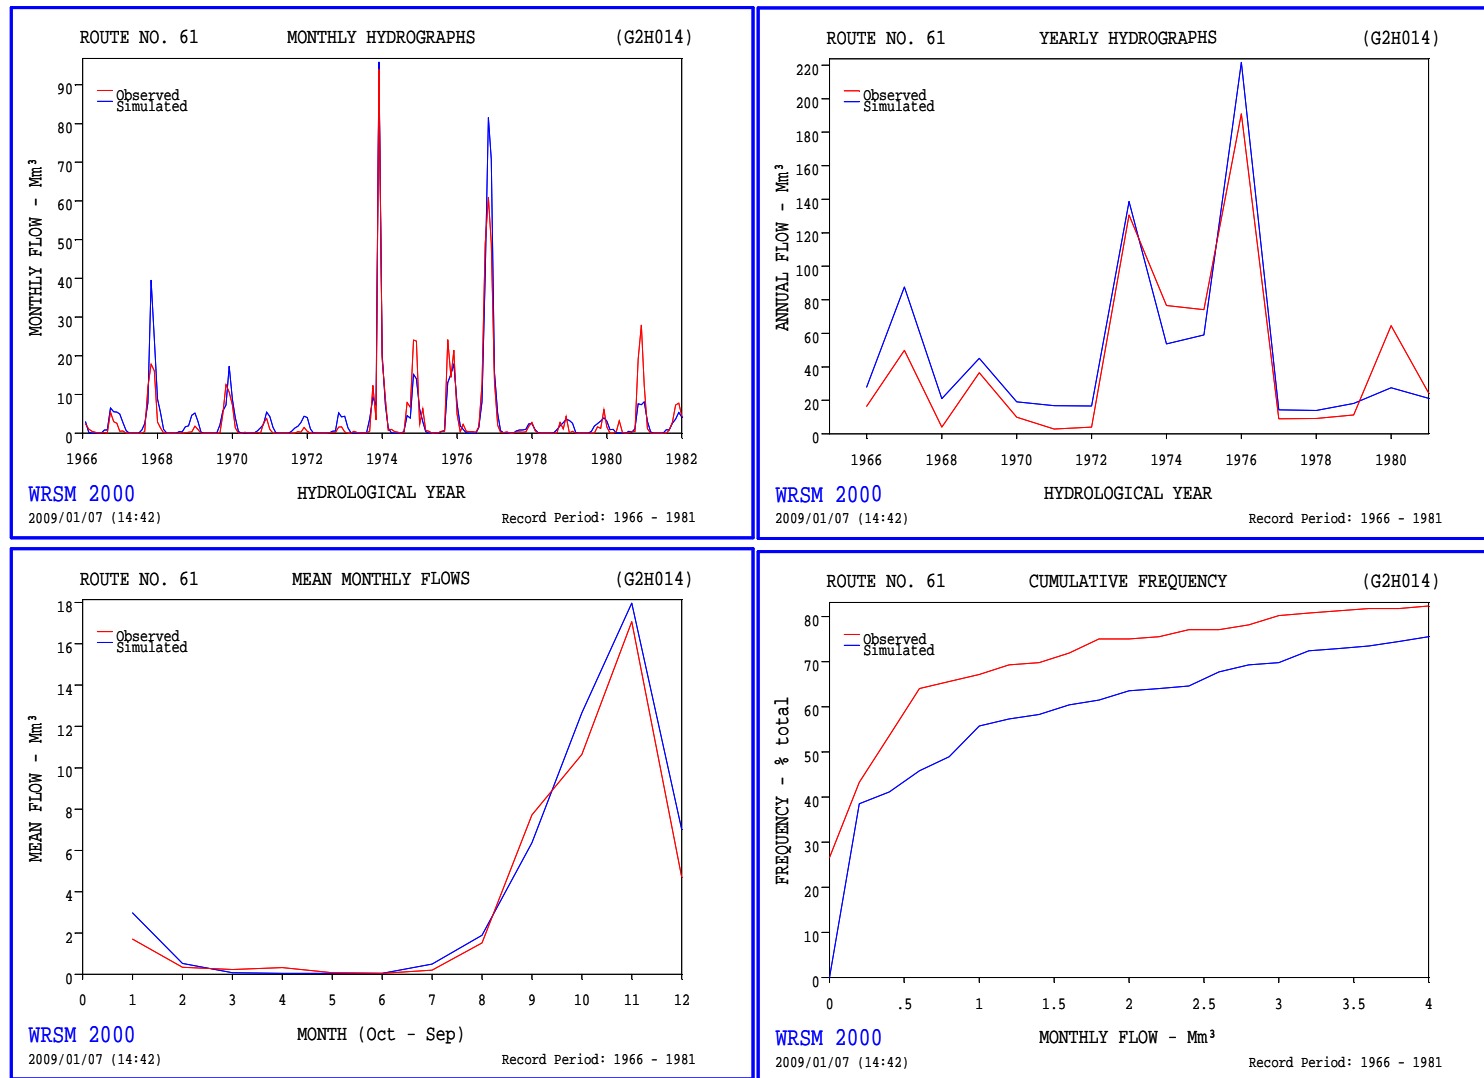 ROUTE NO. 61 MONTHLY HYDROGRAPHS (G2H014)
MONTHLY FLOW - Mm³
90
80
70
60
50
40
30
20
10
0
Observed
Simulated
1966 1968 1970 1972 1974 1976 1978 1980 1982
WRSM 2000 HYDROLOGICAL YEAR
2009/01/07 (14:42) Record Period: 1966 - 1981
ROUTE NO. 61 YEARLY HYDROGRAPHS (G2H014)
ANNUAL FLOW - Mm³
220
200
180
160
140
120
100
80
60
40
20
0
Observed
Simulated
1966 1968 1970 1972 1974 1976 1978 1980
WRSM 2000 HYDROLOGICAL YEAR
2009/01/07 (14:42) Record Period: 1966 - 1981
ROUTE NO. 61 MEAN MONTHLY FLOWS (G2H014)
MEAN FLOW - Mm³
18
16
14
12
10
8
6
4
2
0
Observed
Simulated
0 1 2 3 4 5 6 7 8 9 10 11 12
WRSM 2000 MONTH (Oct - Sep)
2009/01/07 (14:42) Record Period: 1966 - 1981
ROUTE NO. 61 CUMULATIVE FREQUENCY (G2H014)
FREQUENCY - % total
80
70
60
50
40
30
20
10
0
Observed
Simulated
0 .5 1 1.5 2 2.5 3 3.5 4
WRSM 2000 MONTHLY FLOW - Mm³
2009/01/07 (14:42) Record Period: 1966 - 1981